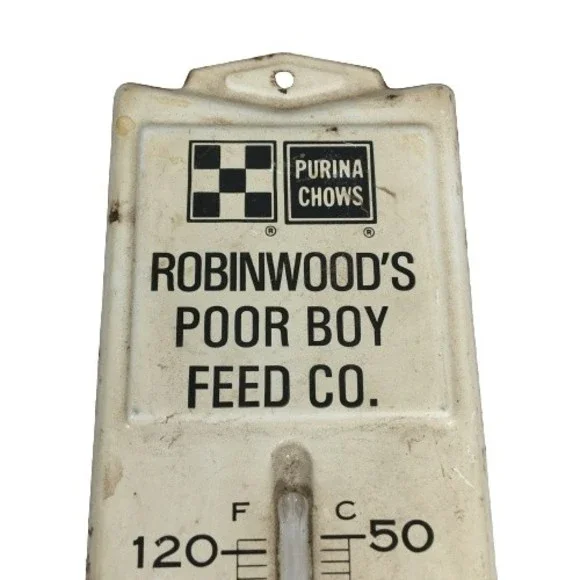 PURINA
CHOWS
® ®
ROBINWOOD'S
POOR BOY
FEED CO.
F C
120 50